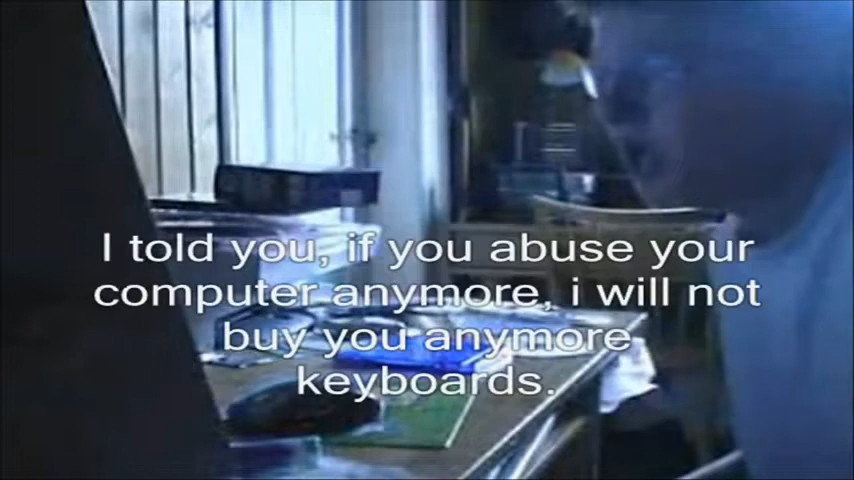 I told you, if you abuse your
computer anymore, i will not
buy you anymore
keyboards.